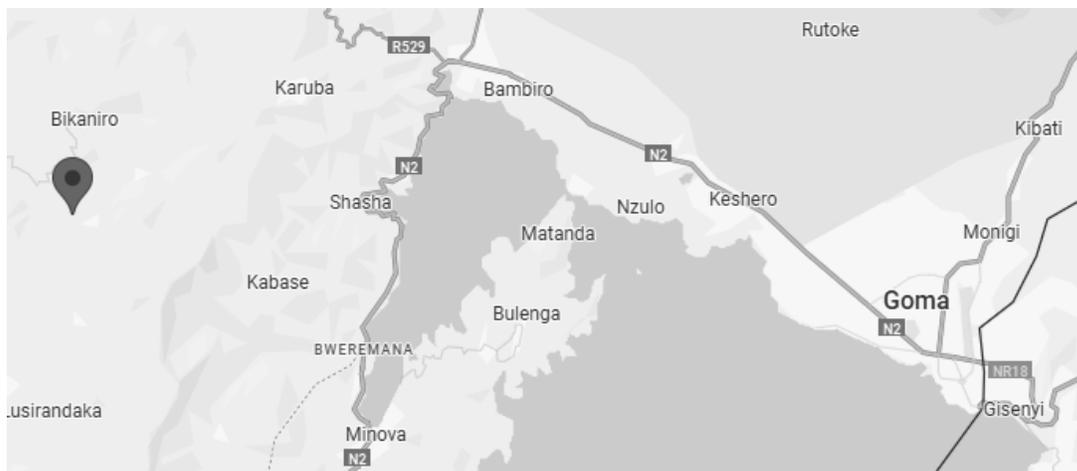 Rutoke
R529
Karuba
Bambiro
Bikaniro
Kibati
N2
N2
Shasha
Nzulo
Keshero
Matanda
Monigi
Kabase
Goma
Bulenga
N2
BWEREMANA
NR18
Lusirandaka
Gisenyi
Minova
N2